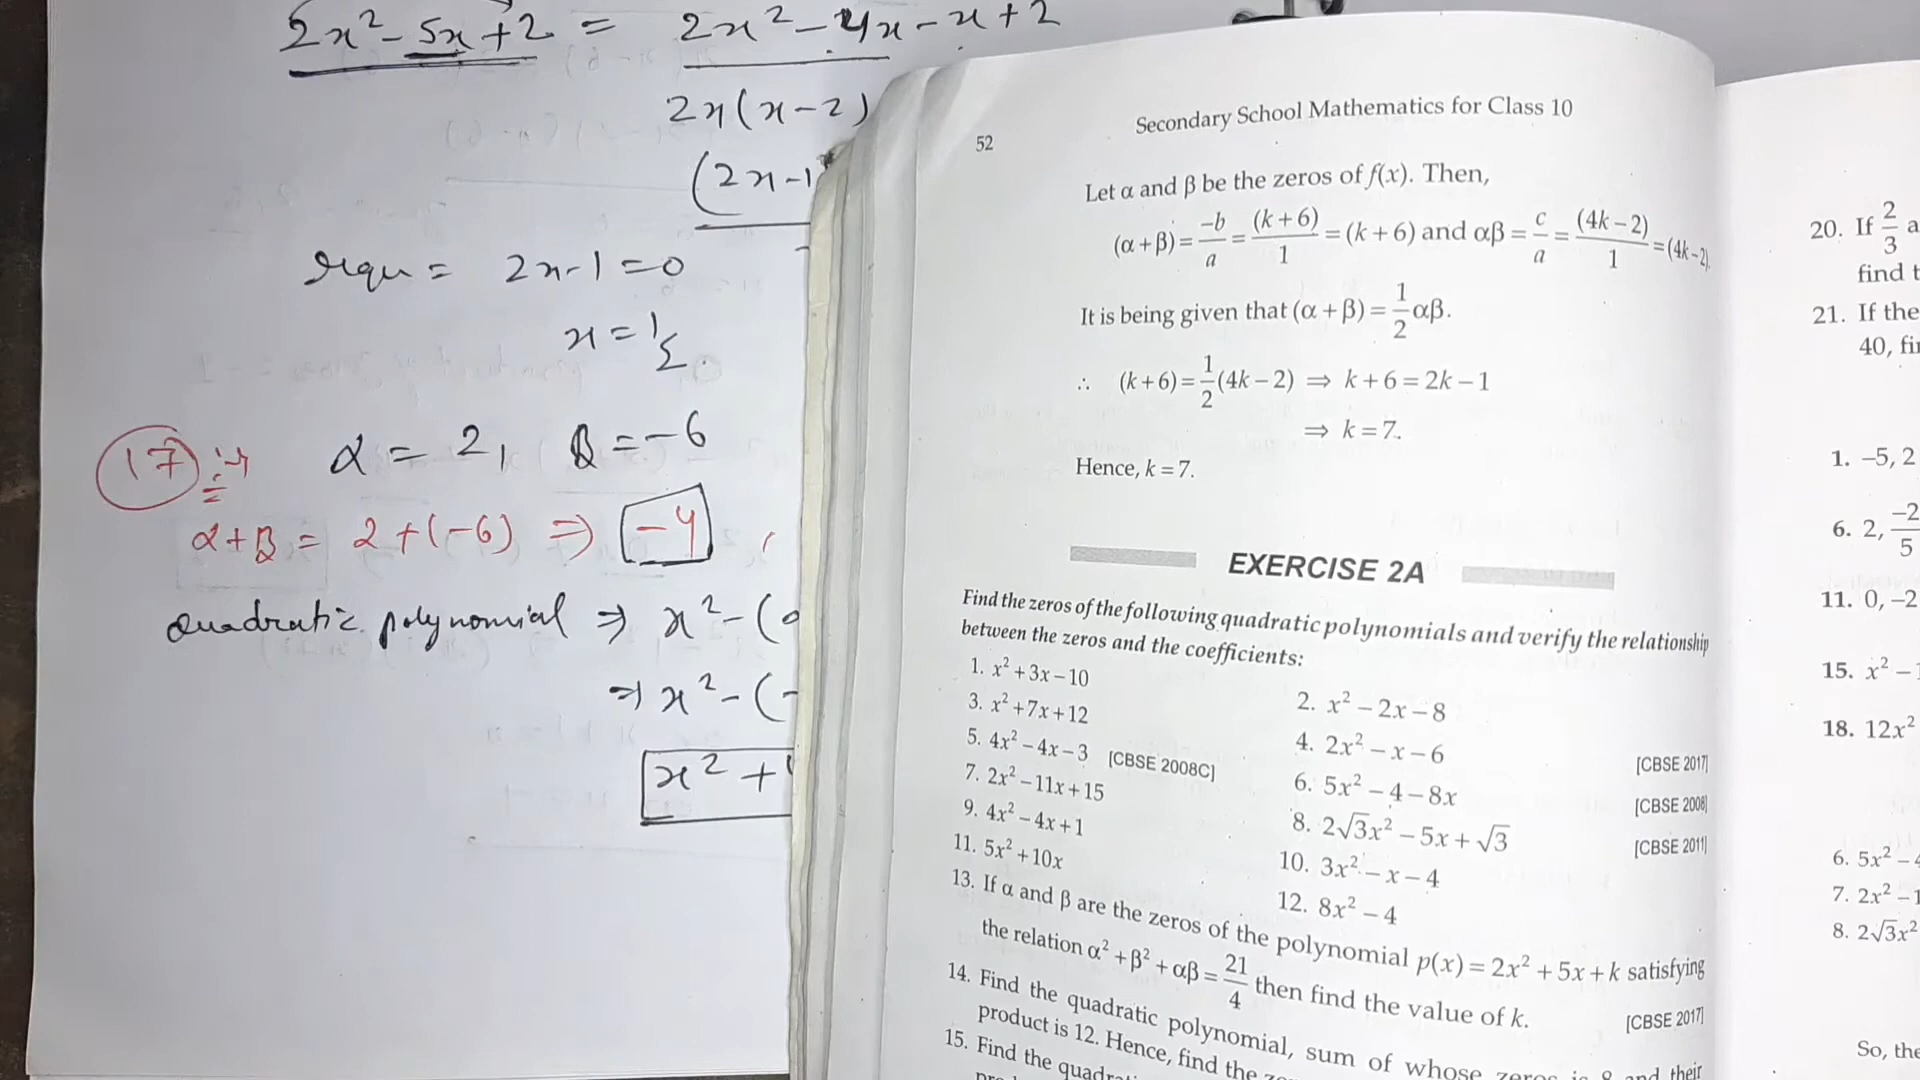 2x² - 5x + 2 = 2x² - 4x - x + 2
2x(x-2)
(2x-1
requ = 2x-1 = 0
x = 1/2.
17 :→ α = 2, β = -6
α+β = 2+(-6) ⇒ -4 ,
Quadratic polynomial ⇒ x² - (
⇒ x² - (-
x² +
52
Secondary School Mathematics for Class 10
Let α and β be the zeros of f(x). Then,
(α+β) = -b/a = (k+6)/1 = (k+6) and αβ = c/a = (4k-2)/1 = (4k-2)
It is being given that (α+β) = 1/2 αβ.
∴ (k+6) = 1/2 (4k-2) ⇒ k+6 = 2k-1
⇒ k = 7.
Hence, k = 7.
EXERCISE 2A
Find the zeros of the following quadratic polynomials and verify the relationship
between the zeros and the coefficients:
1. x² + 3x - 10
2. x² - 2x - 8
3. x² + 7x + 12
4. 2x² - x - 6
5. 4x² - 4x - 3 [CBSE 2008C]
6. 5x² - 4 - 8x [CBSE 2017]
7. 2x² - 11x + 15 [CBSE 2008]
8. 2√3x² - 5x + √3 [CBSE 2011]
9. 4x² - 4x + 1
10. 3x² - x - 4
11. 5x² + 10x
12. 8x² - 4
13. If α and β are the zeros of the polynomial p(x) = 2x² + 5x + k satisfying
the relation α² + β² + αβ = 21/4 then find the value of k. [CBSE 2017]
14. Find the quadratic polynomial, sum of whose zeros is 8 and their
product is 12. Hence, find the
15. Find the
20. If 2/3 a
find t
21. If the
40, fi
1. -5, 2
6. 2, -2/5
11. 0, -2
15. x² -
18. 12x²
6. 5x² -
7. 2x² - 1
8. 2√3x²
So, the